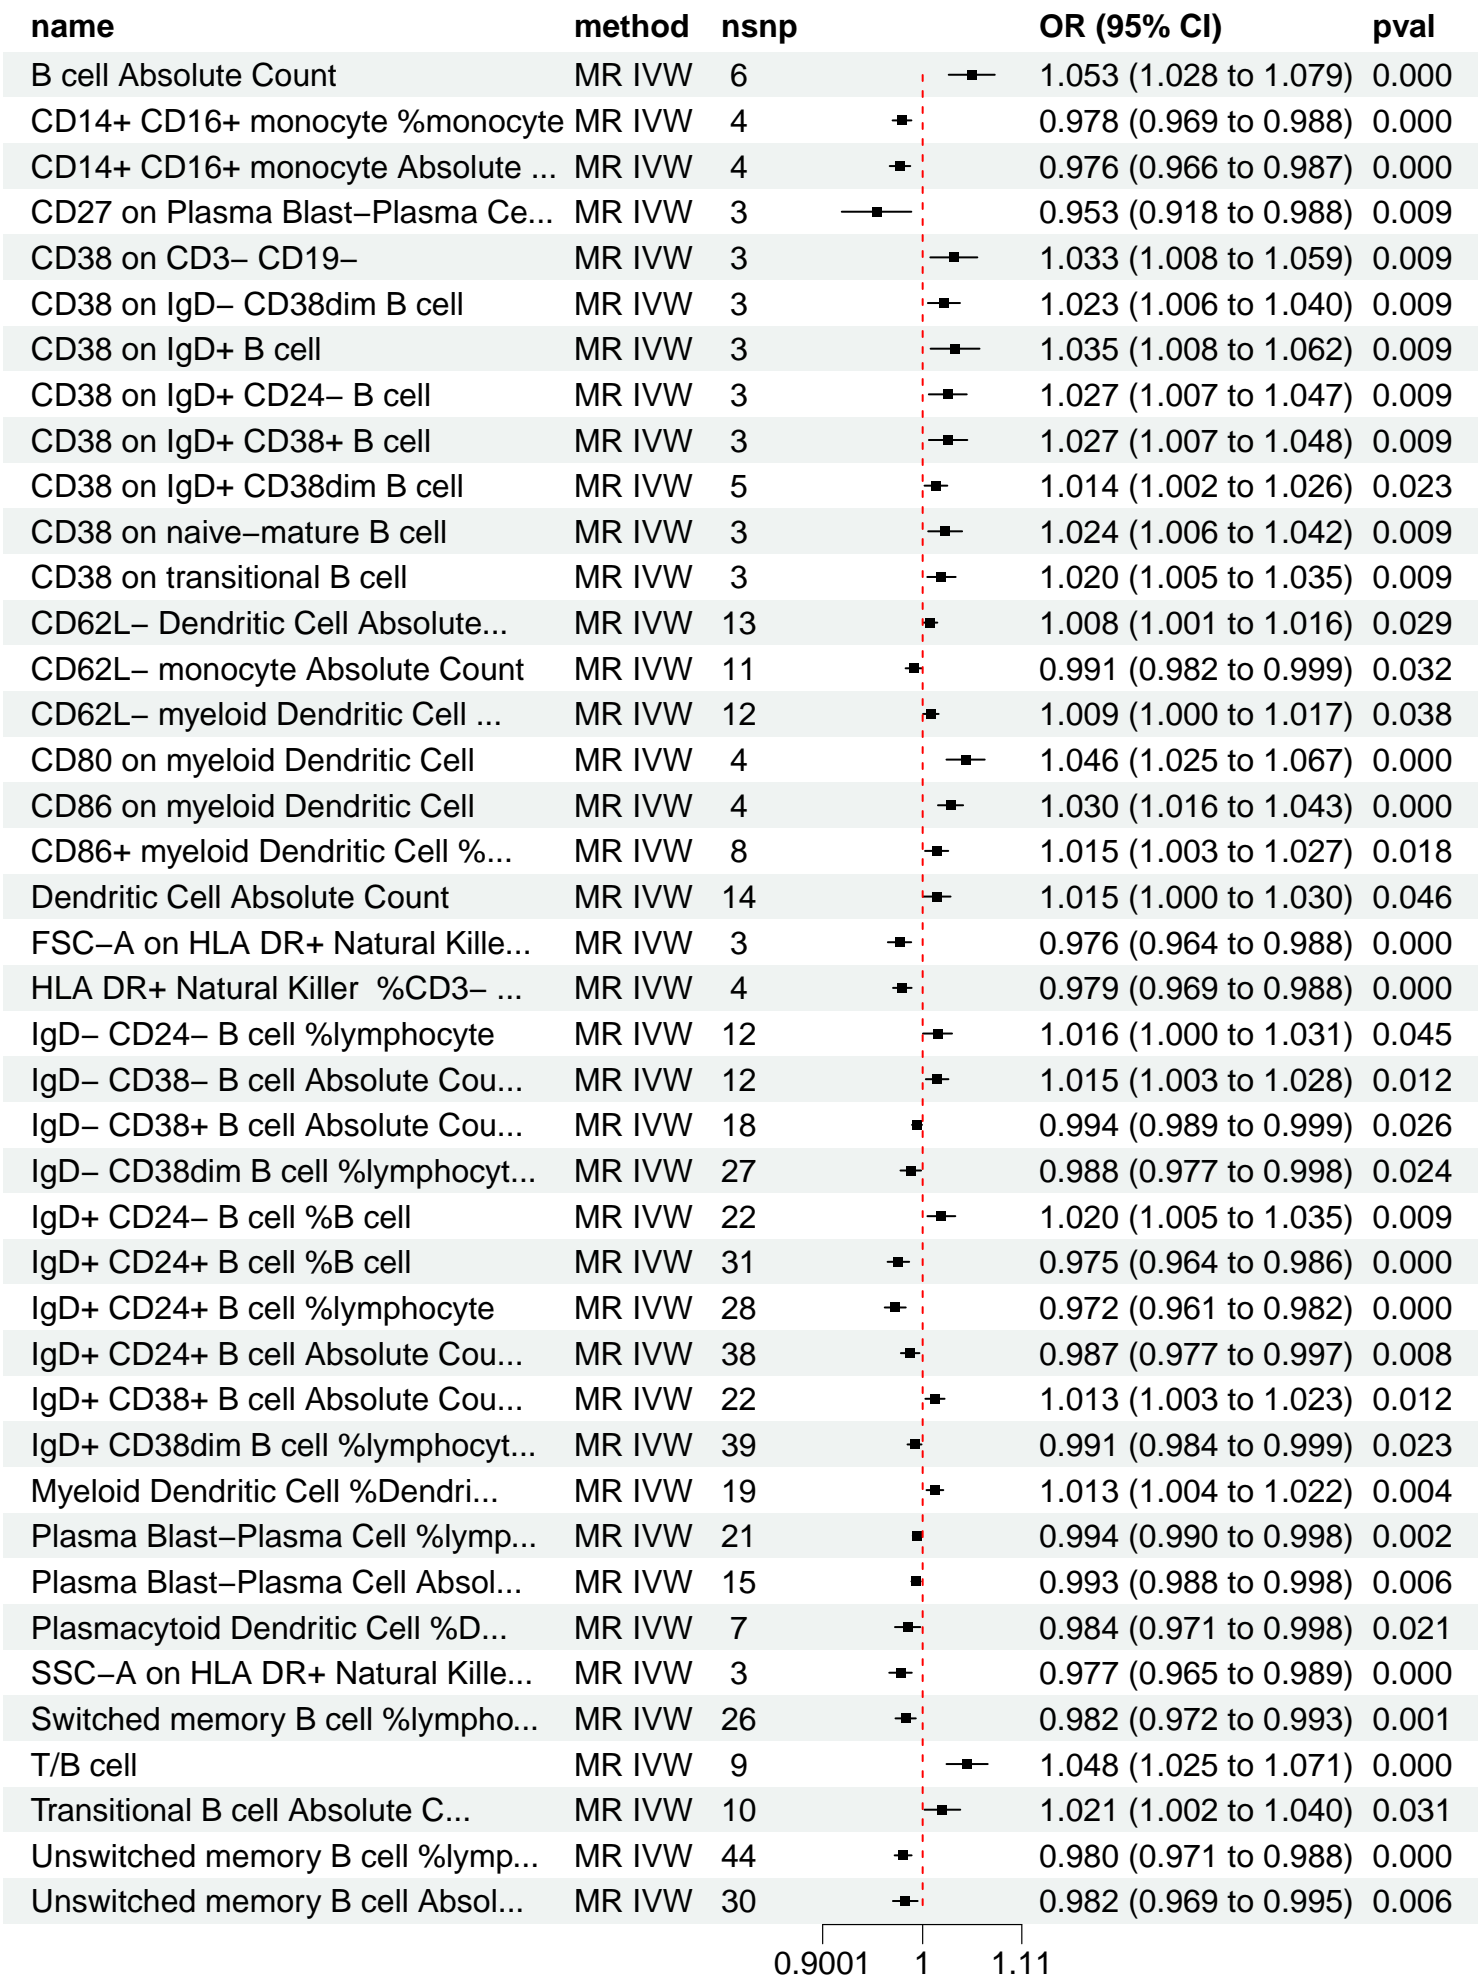 name method nsnp OR (95% CI) pval
B cell Absolute Count MR IVW 6 1.053 (1.028 to 1.079) 0.000
CD14+ CD16+ monocyte %monocyte MR IVW 4 0.978 (0.969 to 0.988) 0.000
CD14+ CD16+ monocyte Absolute ... MR IVW 4 0.976 (0.966 to 0.987) 0.000
CD27 on Plasma Blast−Plasma Ce... MR IVW 3 0.953 (0.918 to 0.988) 0.009
CD38 on CD3− CD19− MR IVW 3 1.033 (1.008 to 1.059) 0.009
CD38 on IgD− CD38dim B cell MR IVW 3 1.023 (1.006 to 1.040) 0.009
CD38 on IgD+ B cell MR IVW 3 1.035 (1.008 to 1.062) 0.009
CD38 on IgD+ CD24− B cell MR IVW 3 1.027 (1.007 to 1.047) 0.009
CD38 on IgD+ CD38+ B cell MR IVW 3 1.027 (1.007 to 1.048) 0.009
CD38 on IgD+ CD38dim B cell MR IVW 5 1.014 (1.002 to 1.026) 0.023
CD38 on naive−mature B cell MR IVW 3 1.024 (1.006 to 1.042) 0.009
CD38 on transitional B cell MR IVW 3 1.020 (1.005 to 1.035) 0.009
CD62L− Dendritic Cell Absolute... MR IVW 13 1.008 (1.001 to 1.016) 0.029
CD62L− monocyte Absolute Count MR IVW 11 0.991 (0.982 to 0.999) 0.032
CD62L− myeloid Dendritic Cell ... MR IVW 12 1.009 (1.000 to 1.017) 0.038
CD80 on myeloid Dendritic Cell MR IVW 4 1.046 (1.025 to 1.067) 0.000
CD86 on myeloid Dendritic Cell MR IVW 4 1.030 (1.016 to 1.043) 0.000
CD86+ myeloid Dendritic Cell %... MR IVW 8 1.015 (1.003 to 1.027) 0.018
Dendritic Cell Absolute Count MR IVW 14 1.015 (1.000 to 1.030) 0.046
FSC−A on HLA DR+ Natural Kille... MR IVW 3 0.976 (0.964 to 0.988) 0.000
HLA DR+ Natural Killer %CD3− ... MR IVW 4 0.979 (0.969 to 0.988) 0.000
IgD− CD24− B cell %lymphocyte MR IVW 12 1.016 (1.000 to 1.031) 0.045
IgD− CD38− B cell Absolute Cou... MR IVW 12 1.015 (1.003 to 1.028) 0.012
IgD− CD38+ B cell Absolute Cou... MR IVW 18 0.994 (0.989 to 0.999) 0.026
IgD− CD38dim B cell %lymphocyt... MR IVW 27 0.988 (0.977 to 0.998) 0.024
IgD+ CD24− B cell %B cell MR IVW 22 1.020 (1.005 to 1.035) 0.009
IgD+ CD24+ B cell %B cell MR IVW 31 0.975 (0.964 to 0.986) 0.000
IgD+ CD24+ B cell %lymphocyte MR IVW 28 0.972 (0.961 to 0.982) 0.000
IgD+ CD24+ B cell Absolute Cou... MR IVW 38 0.987 (0.977 to 0.997) 0.008
IgD+ CD38+ B cell Absolute Cou... MR IVW 22 1.013 (1.003 to 1.023) 0.012
IgD+ CD38dim B cell %lymphocyt... MR IVW 39 0.991 (0.984 to 0.999) 0.023
Myeloid Dendritic Cell %Dendri... MR IVW 19 1.013 (1.004 to 1.022) 0.004
Plasma Blast−Plasma Cell %lymp... MR IVW 21 0.994 (0.990 to 0.998) 0.002
Plasma Blast−Plasma Cell Absol... MR IVW 15 0.993 (0.988 to 0.998) 0.006
Plasmacytoid Dendritic Cell %D... MR IVW 7 0.984 (0.971 to 0.998) 0.021
SSC−A on HLA DR+ Natural Kille... MR IVW 3 0.977 (0.965 to 0.989) 0.000
Switched memory B cell %lympho... MR IVW 26 0.982 (0.972 to 0.993) 0.001
T/B cell MR IVW 9 1.048 (1.025 to 1.071) 0.000
Transitional B cell Absolute C... MR IVW 10 1.021 (1.002 to 1.040) 0.031
Unswitched memory B cell %lymp... MR IVW 44 0.980 (0.971 to 0.988) 0.000
Unswitched memory B cell Absol... MR IVW 30 0.982 (0.969 to 0.995) 0.006
0.9001 1 1.11